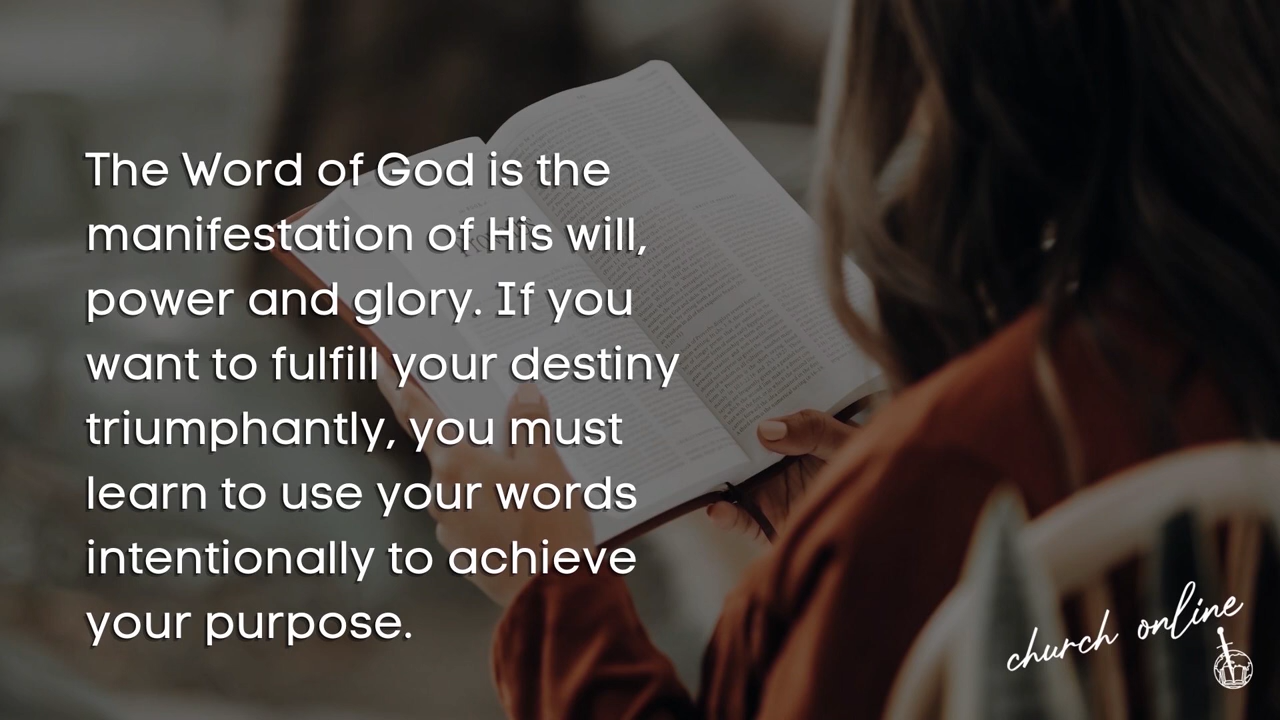 The Word of God is the
manifestation of His will,
power and glory. If you
want to fulfill your destiny
triumphantly, you must
learn to use your words
intentionally to achieve
your purpose.
church online